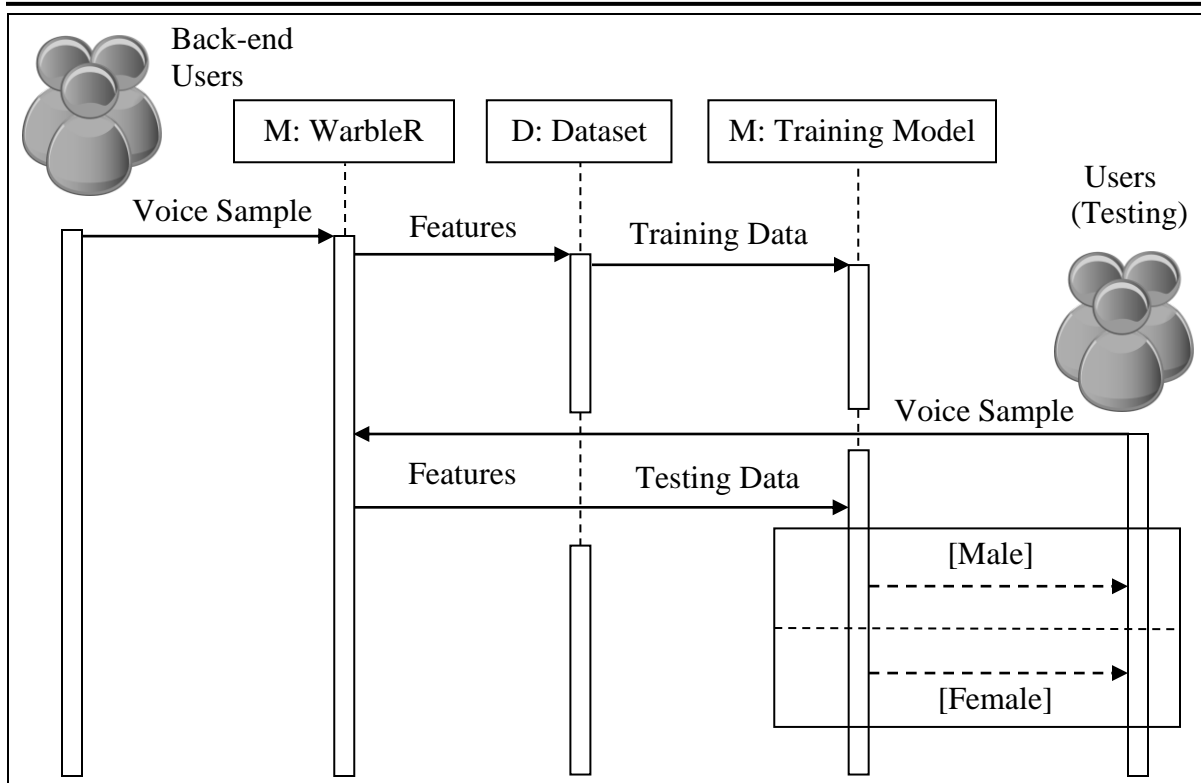 Back-end
Users
M: WarbleR
D: Dataset
M: Training Model
Users
(Testing)
Voice Sample
Features
Training Data
Voice Sample
Features
Testing Data
[Male]
[Female]